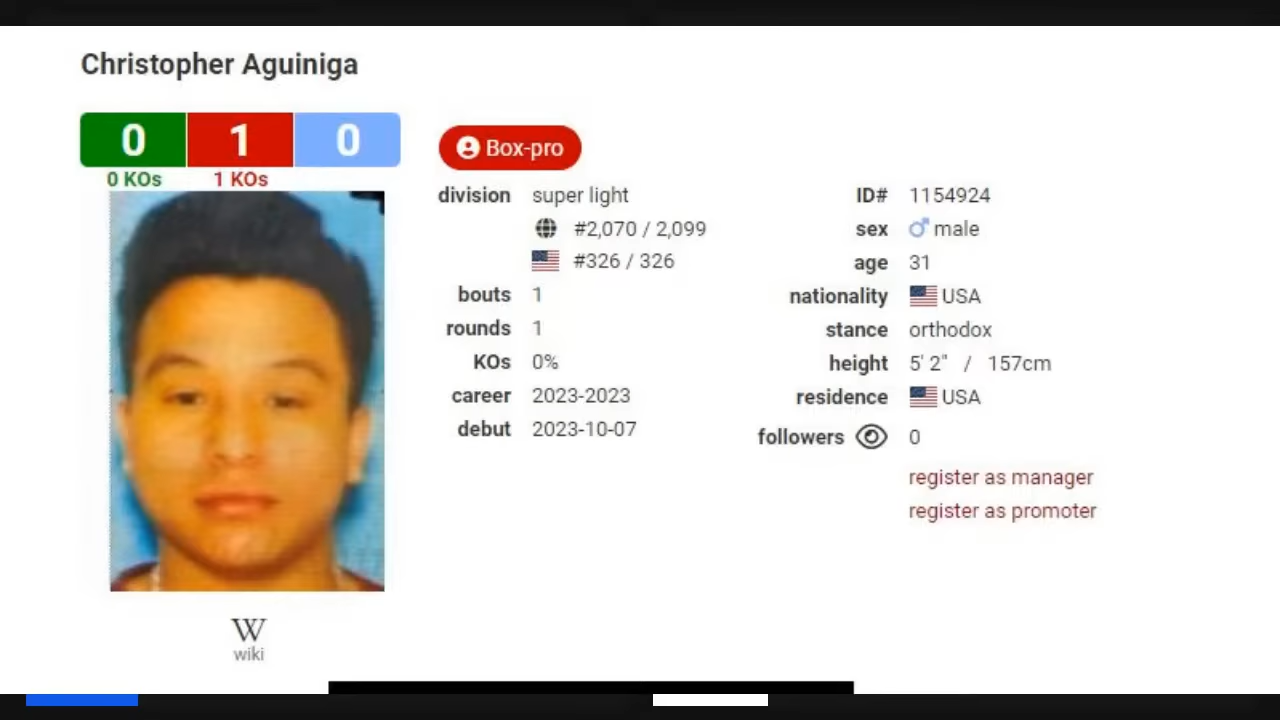 Christopher Aguiniga
0 1 0
0 KOs 1 KOs
Box-pro
division super light
#2,070 / 2,099
#326 / 326
bouts 1
rounds 1
KOs 0%
career 2023-2023
debut 2023-10-07
ID# 1154924
sex male
age 31
nationality USA
stance orthodox
height 5' 2" / 157cm
residence USA
followers 0
register as manager
register as promoter
W
wiki